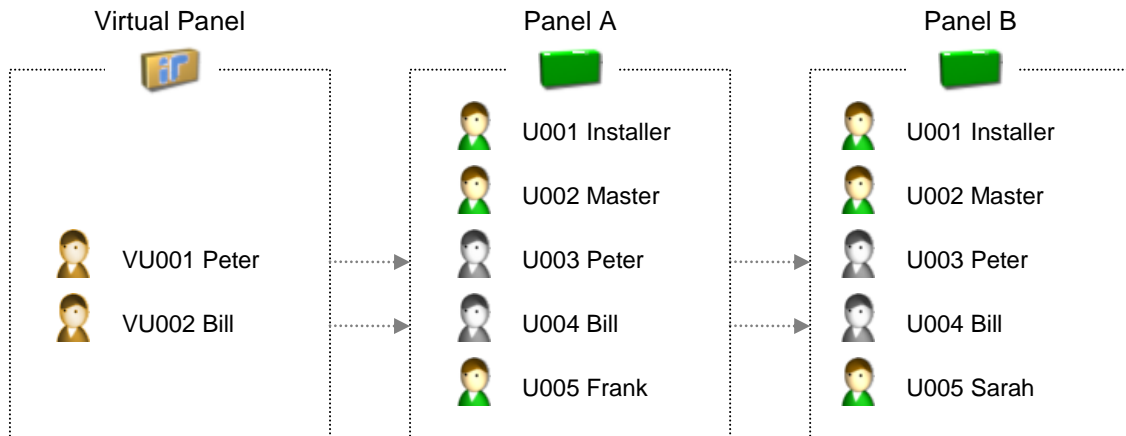 Virtual Panel
Panel A
Panel B
ir
U001 Installer
U001 Installer
U002 Master
U002 Master
VU001 Peter
U003 Peter
U003 Peter
VU002 Bill
U004 Bill
U004 Bill
U005 Frank
U005 Sarah